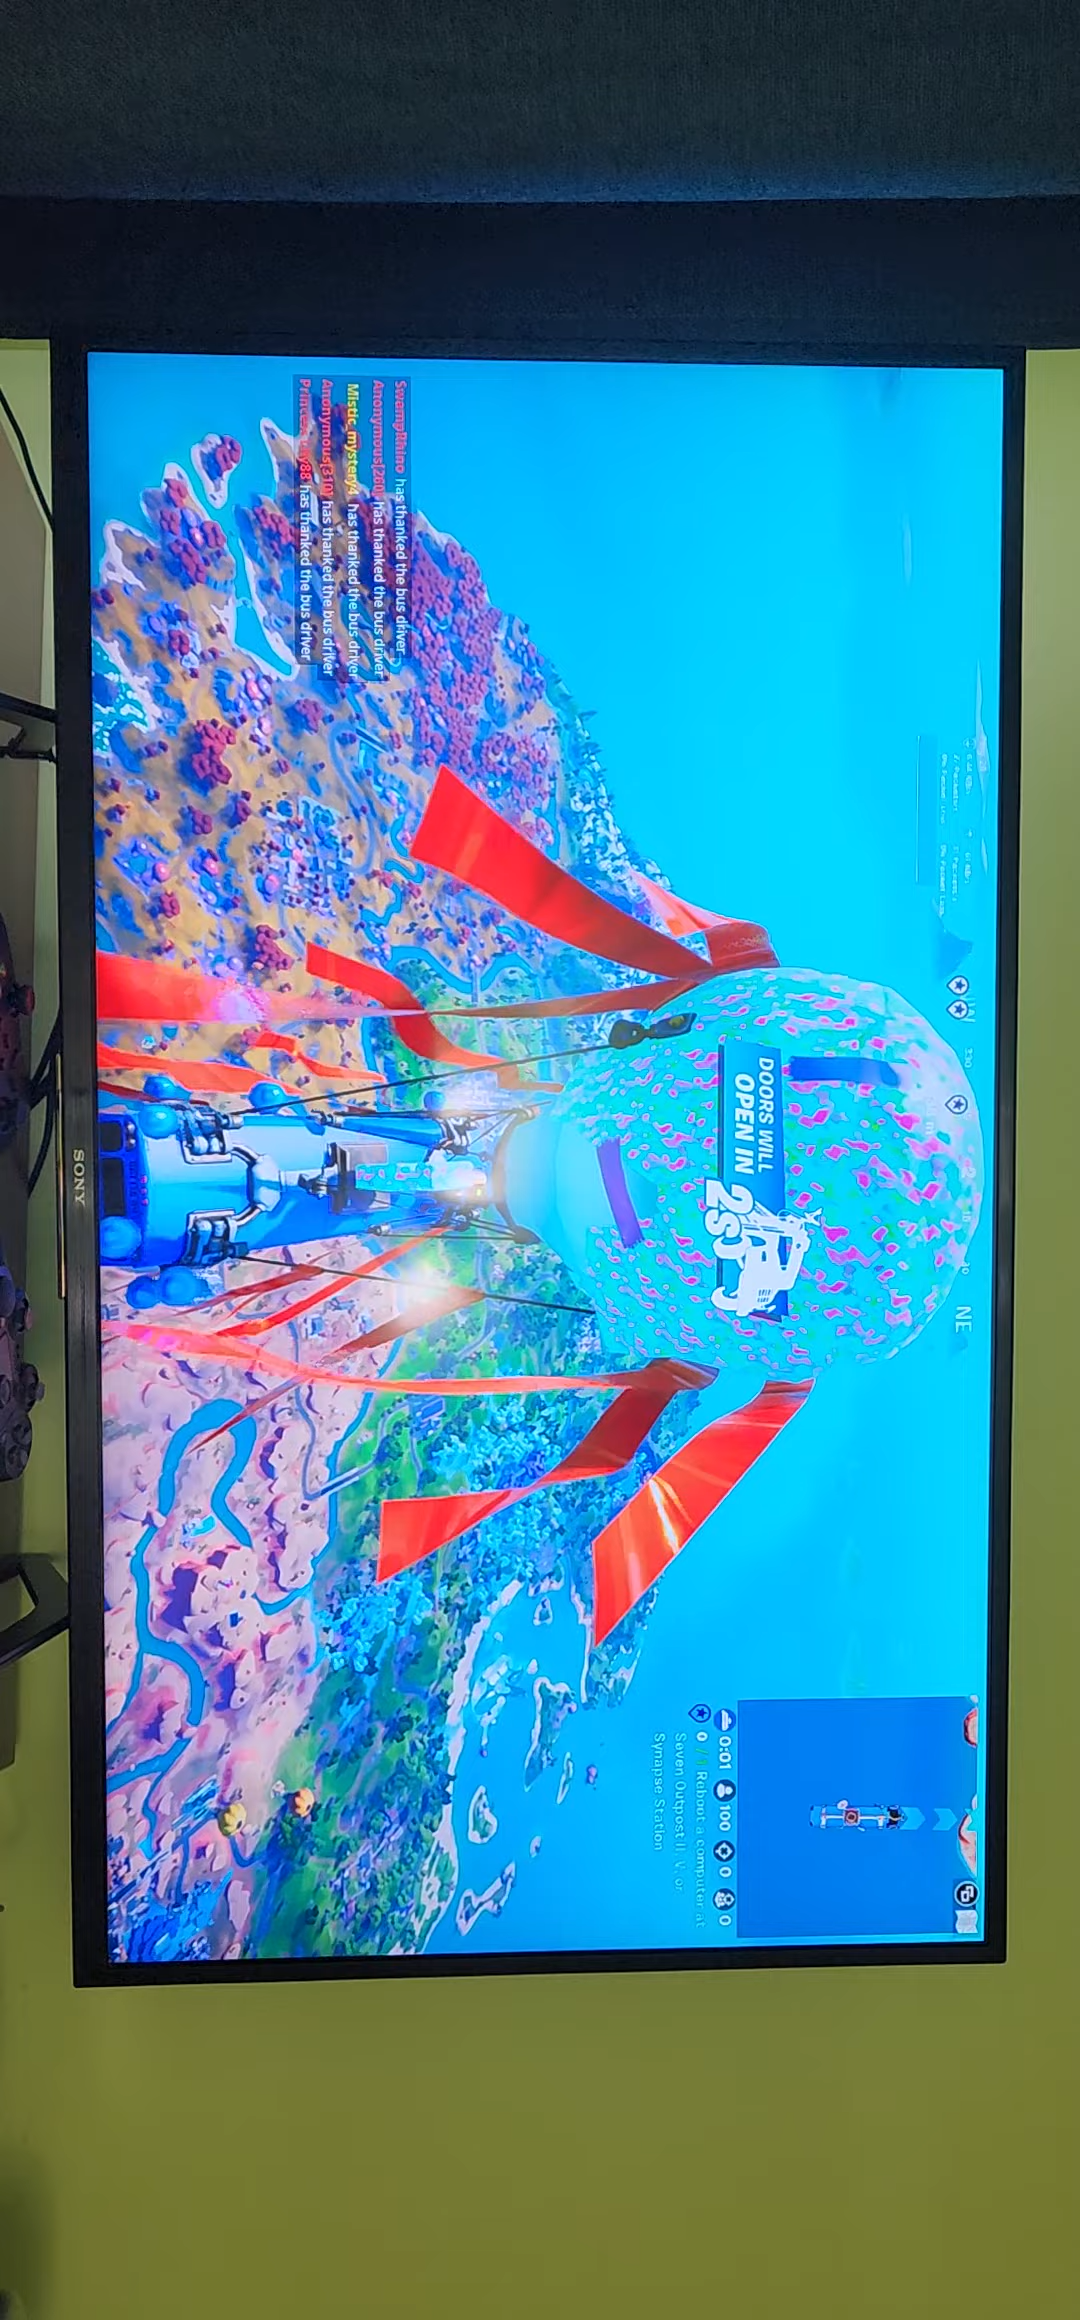 SwampRhino has thanked the bus driver
has thanked the bus driver
Mistic_mystery4 has thanked the bus driver
Anonymous[310] has thanked the bus driver
has thanked the bus driver
330
NE
DOORS WILL
OPEN IN 2s
0:01 100 0 0
0 / 1 Reboot a computer at
Seven Outpost II, V, or
Synapse Station
SONY